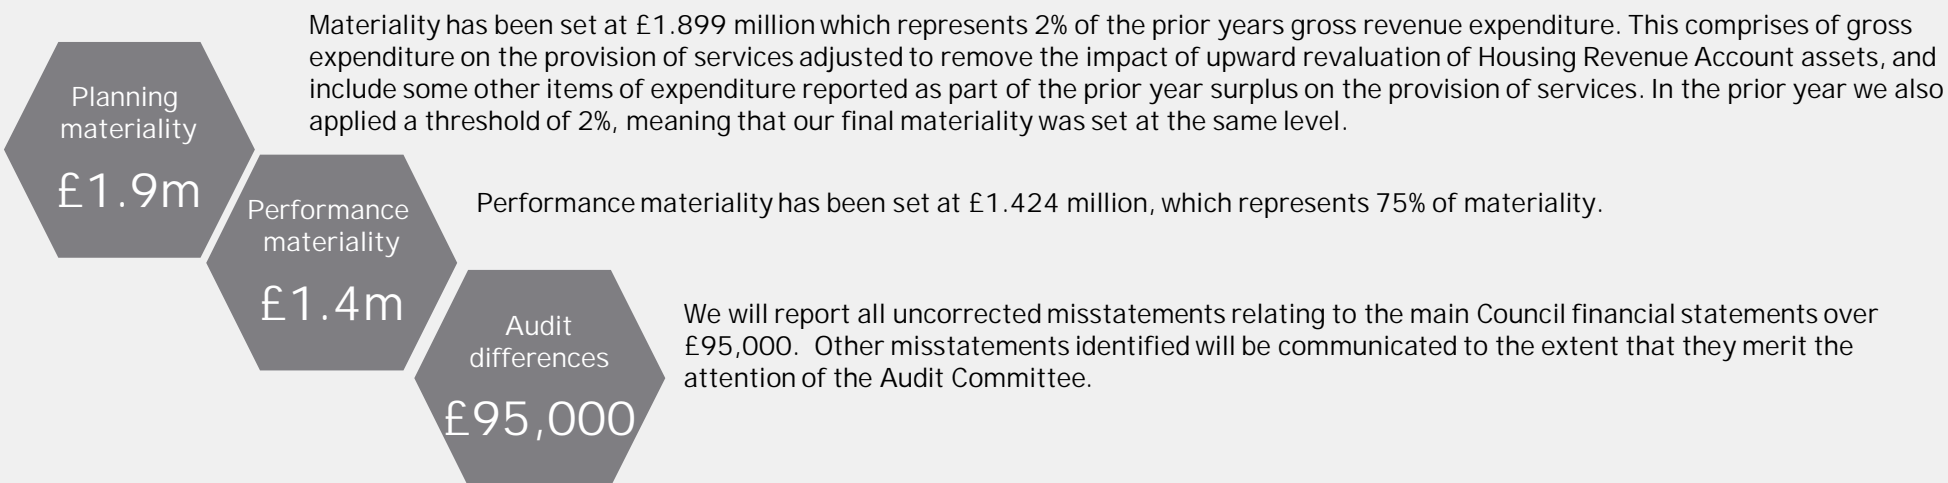 Materiality has been set at £1.899 million which represents 2% of the prior years gross revenue expenditure. This comprises of gross
expenditure on the provision of services adjusted to remove the impact of upward revaluation of Housing Revenue Account assets, and
include some other items of expenditure reported as part of the prior year surplus on the provision of services. In the prior year we also
applied a threshold of 2%, meaning that our final materiality was set at the same level.
Planning
materiality
£1.9m
Performance materiality has been set at £1.424 million, which represents 75% of materiality.
Performance
materiality
£1.4m
We will report all uncorrected misstatements relating to the main Council financial statements over
£95,000. Other misstatements identified will be communicated to the extent that they merit the
attention of the Audit Committee.
Audit
differences
£95,000